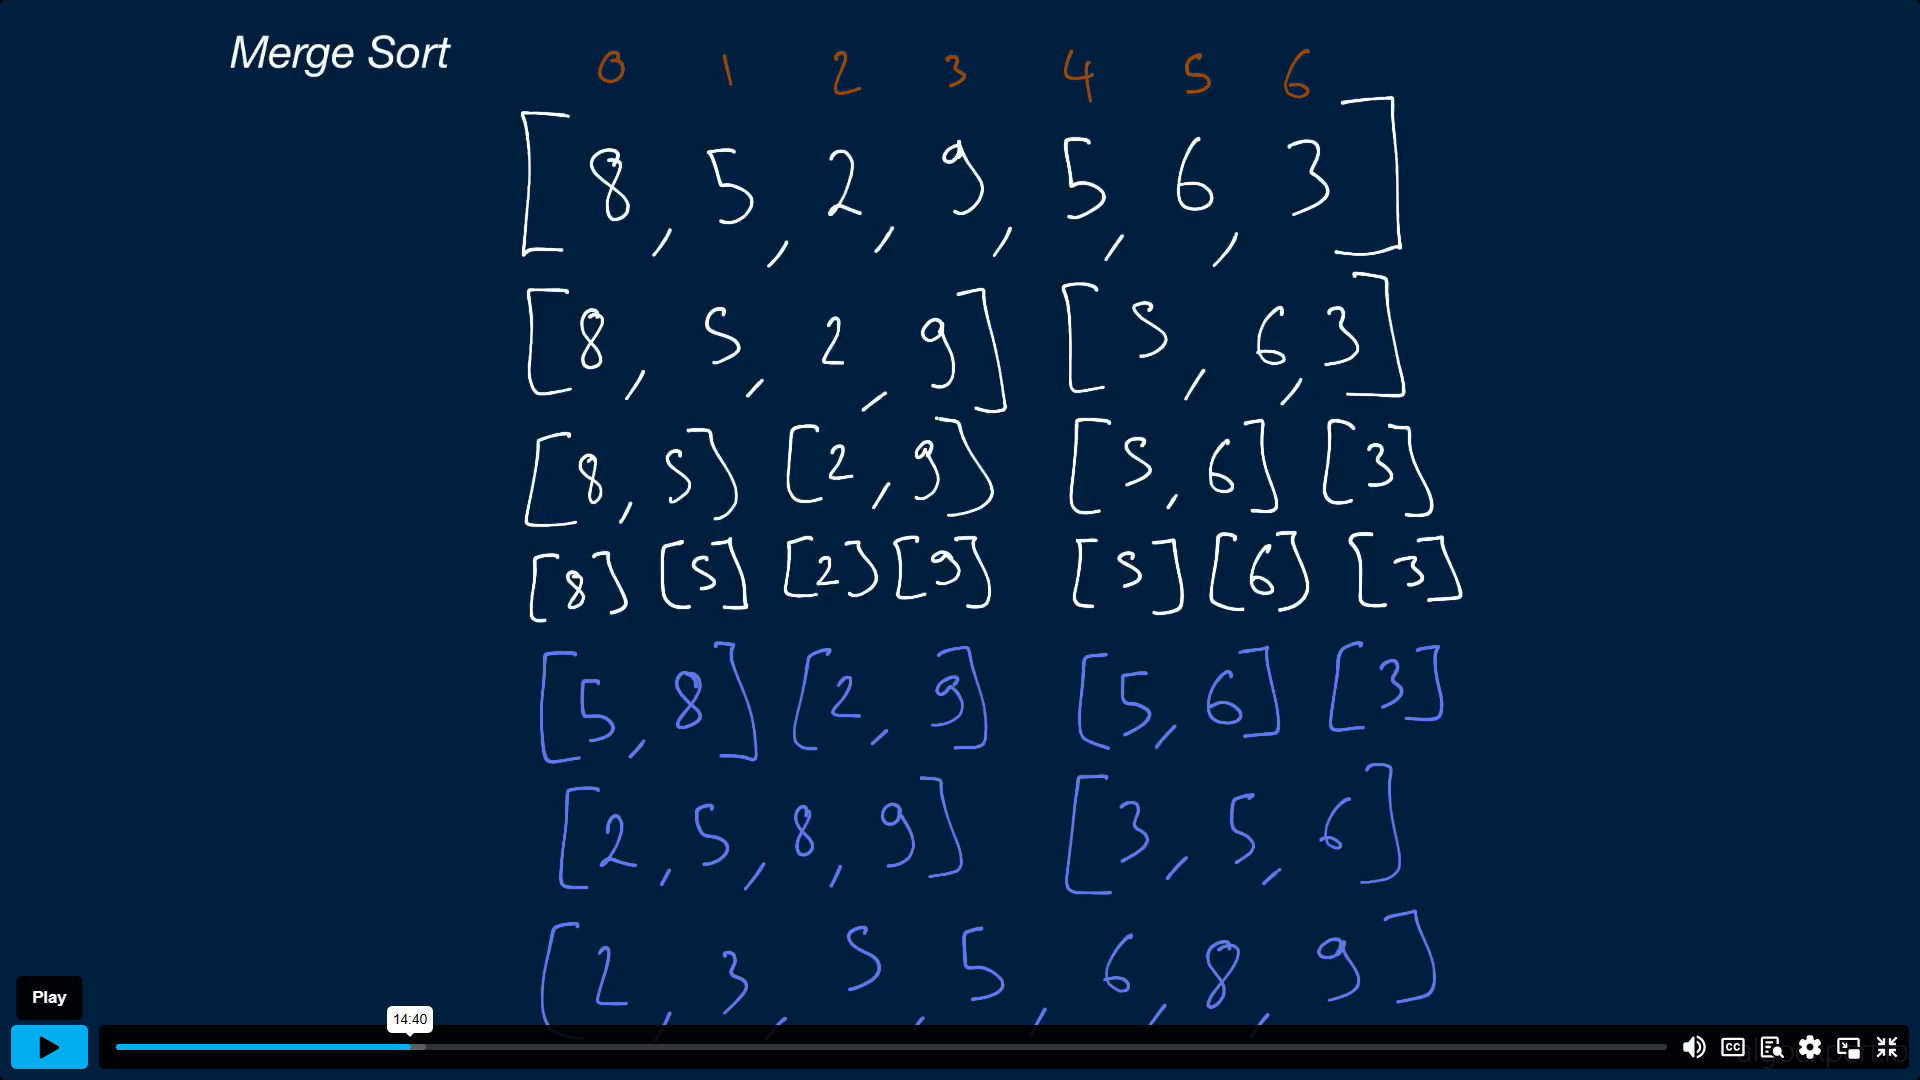 Merge Sort
0 1 2 3 4 5 6
[8, 5, 2, 9, 5, 6, 3]
[8, 5, 2, 9] [5, 6, 3]
[8, 5] [2, 9] [5, 6] [3]
[8] [5] [2] [9] [5] [6] [3]
[5, 8] [2, 9] [5, 6] [3]
[2, 5, 8, 9] [3, 5, 6]
[2, 3, 5, 5, 6, 8, 9]
Play
14:40
CC